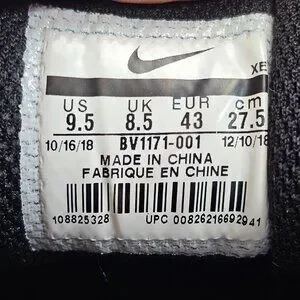 US UK EUR cm
9.5 8.5 43 27.5
10/16/18 BV1171-001 12/10/18
MADE IN CHINA
FABRIQUE EN CHINE
108825328 UPC 00826216692941